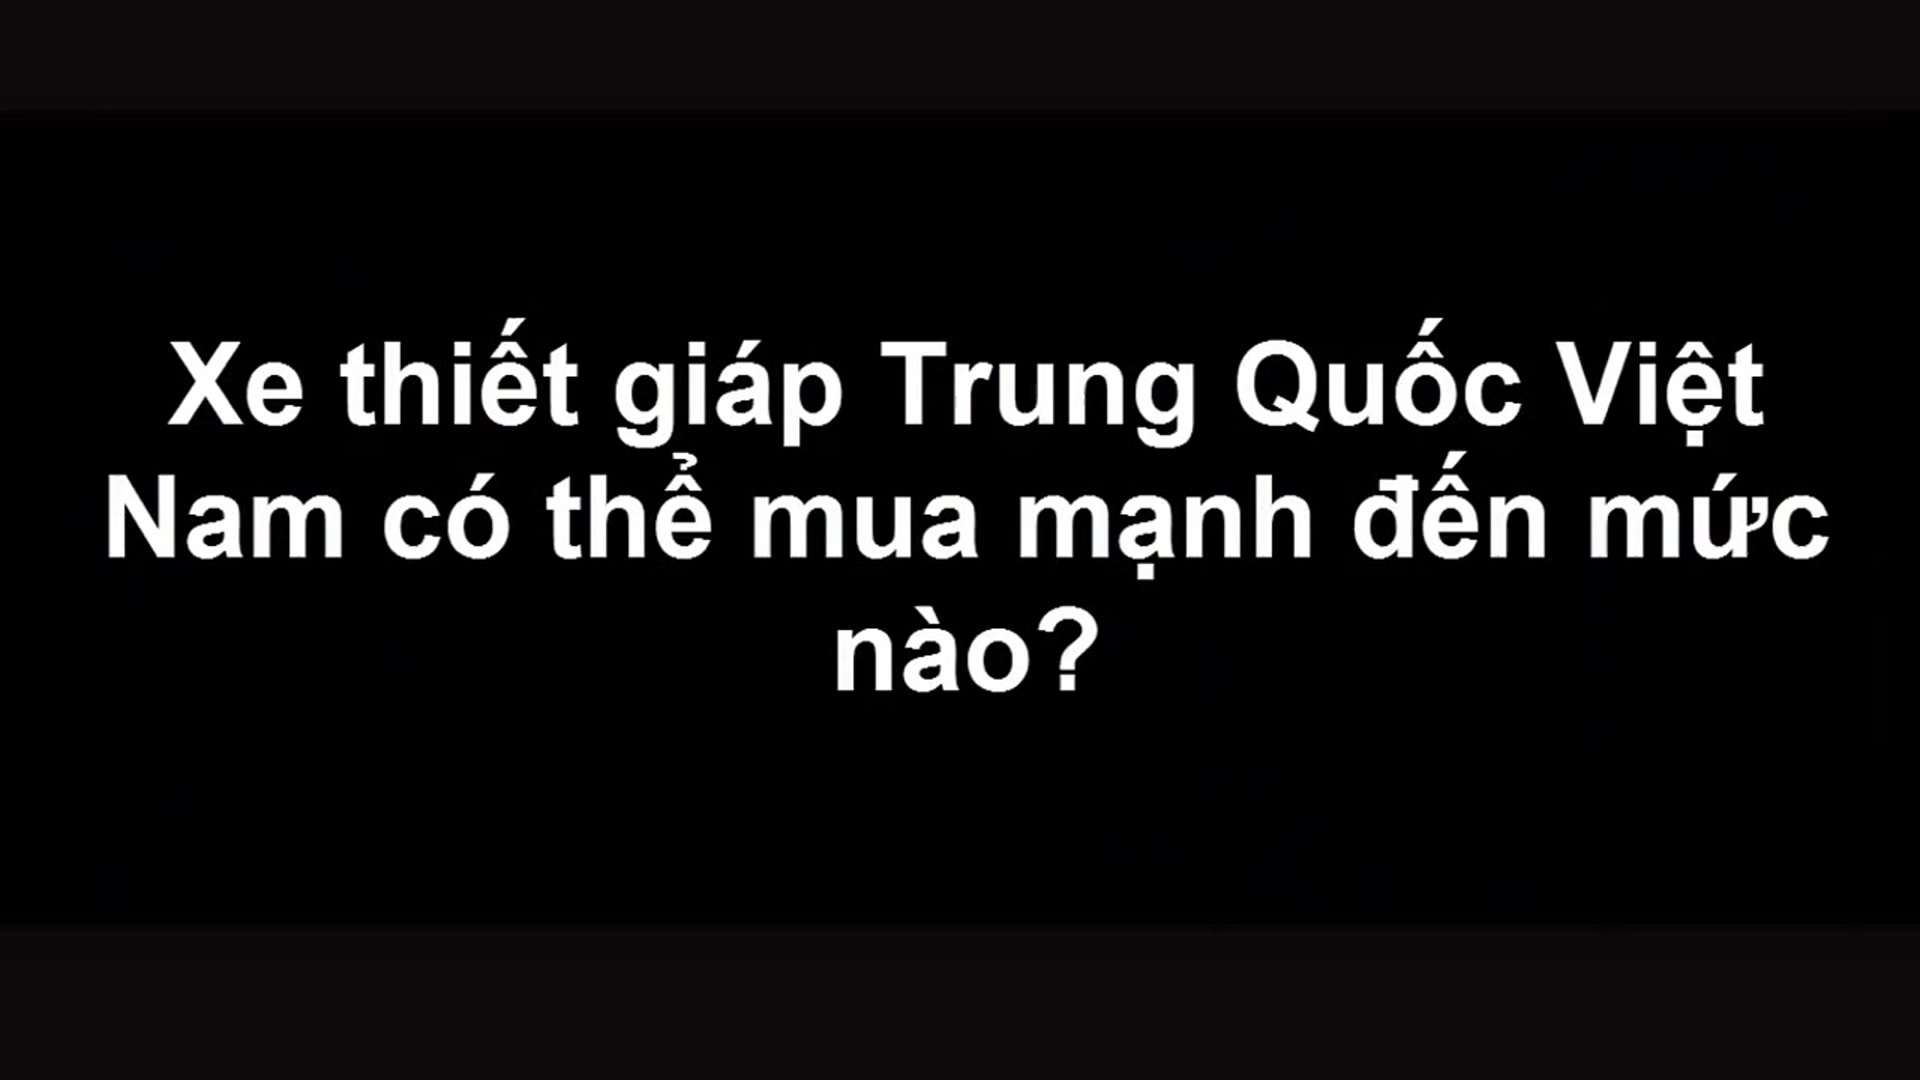 Xe thiết giáp Trung Quốc Việt
Nam có thể mua mạnh đến mức
nào?